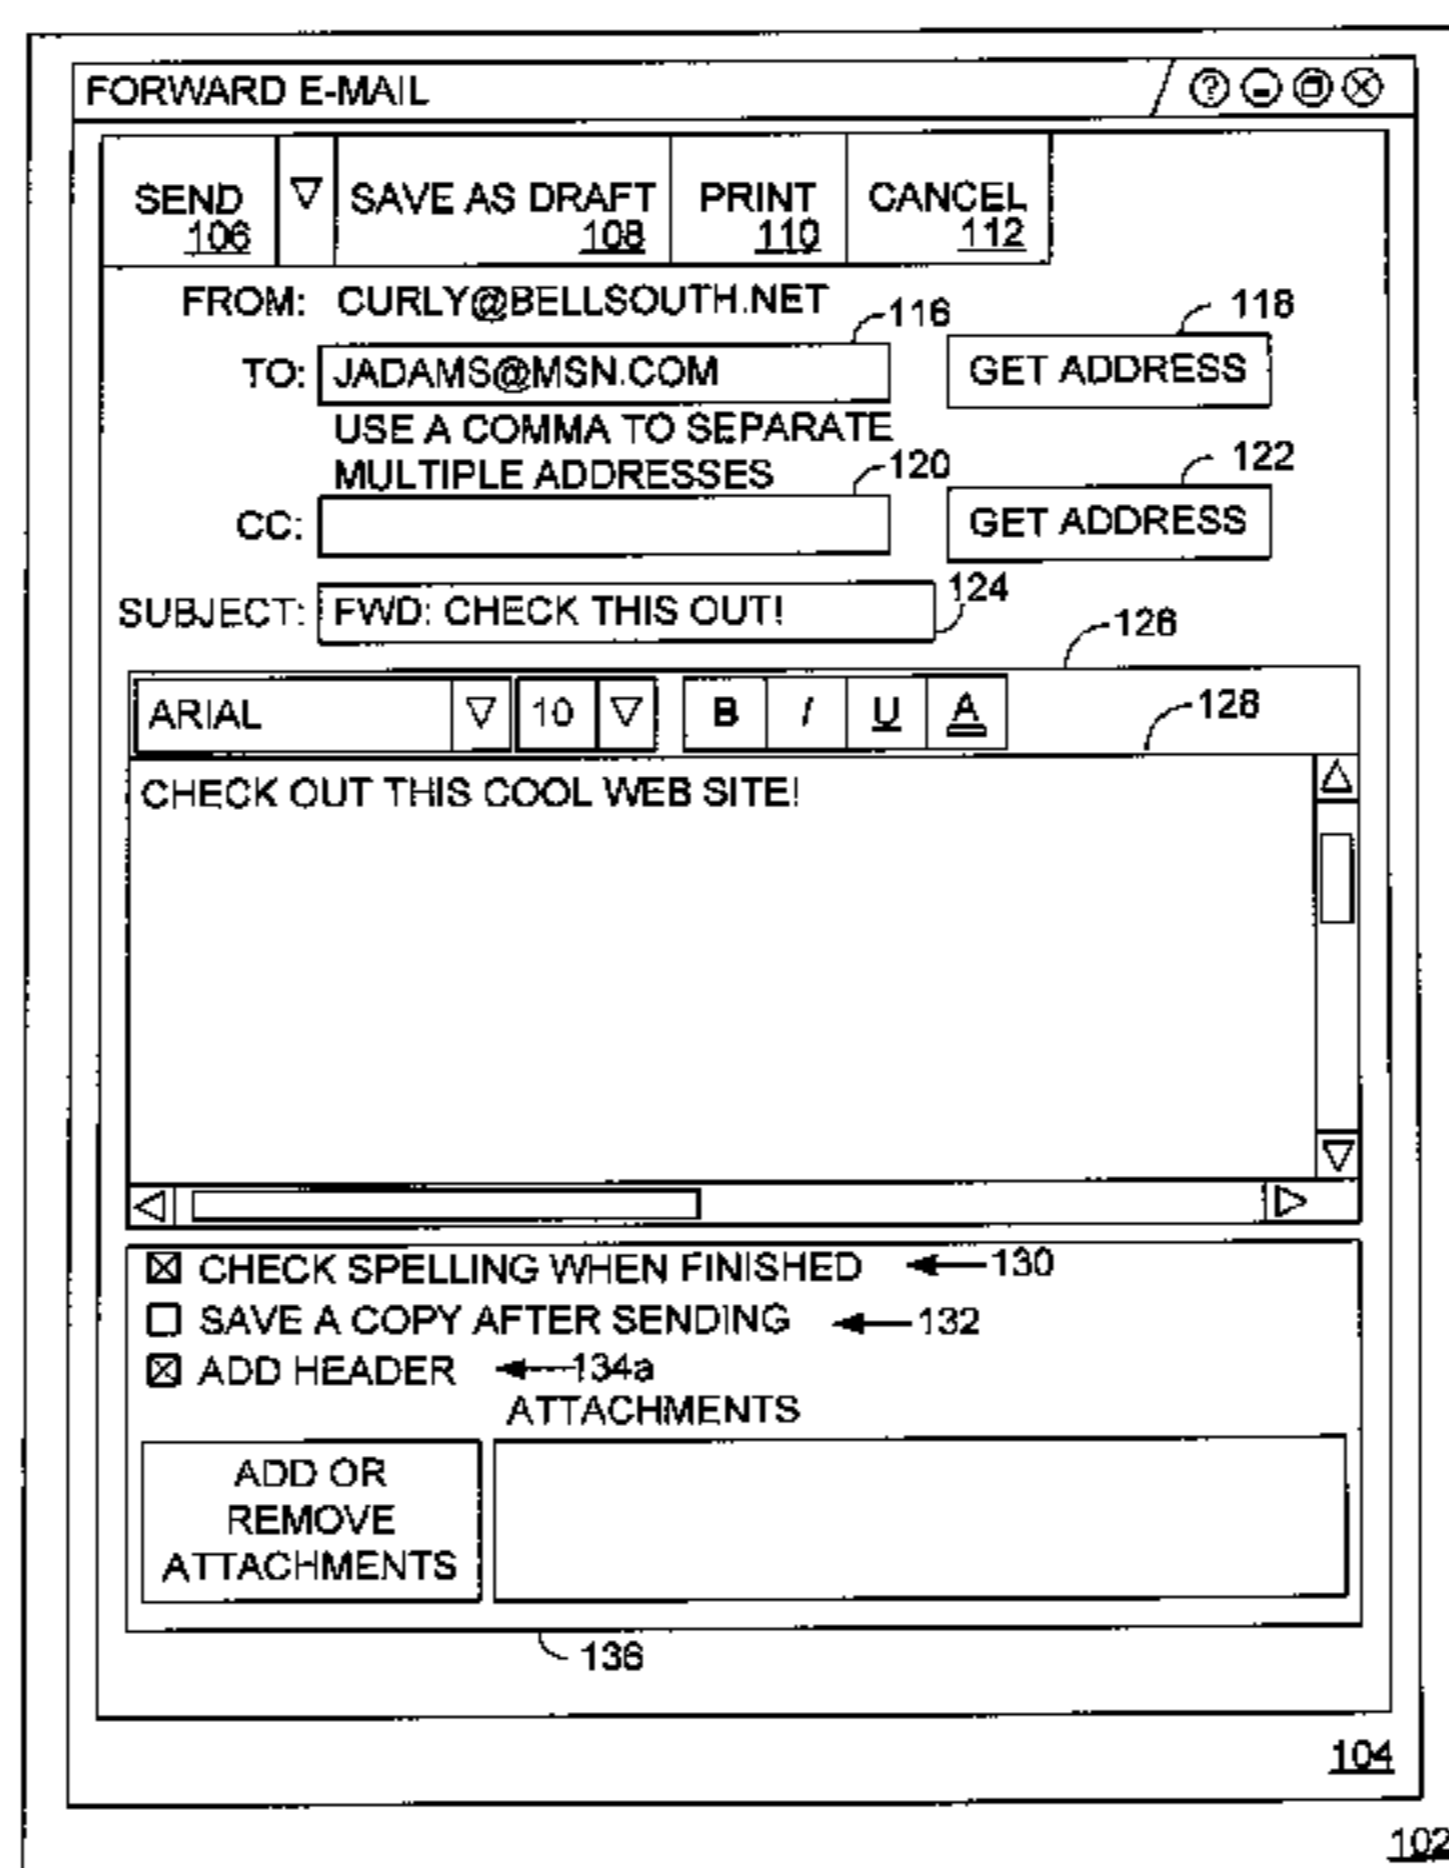 FORWARD E-MAIL ?
SEND SAVE AS DRAFT PRINT CANCEL
106 108 110 112
FROM: CURLY@BELLSOUTH.NET
116 118
TO: JADAMS@MSN.COM GET ADDRESS
USE A COMMA TO SEPARATE
MULTIPLE ADDRESSES 120 122
CC: GET ADDRESS
124
SUBJECT: FWD: CHECK THIS OUT!
126
ARIAL 10 B I U A 128
CHECK OUT THIS COOL WEB SITE!
CHECK SPELLING WHEN FINISHED 130
SAVE A COPY AFTER SENDING 132
ADD HEADER 134a
ATTACHMENTS
ADD OR
REMOVE
ATTACHMENTS
136
104
102